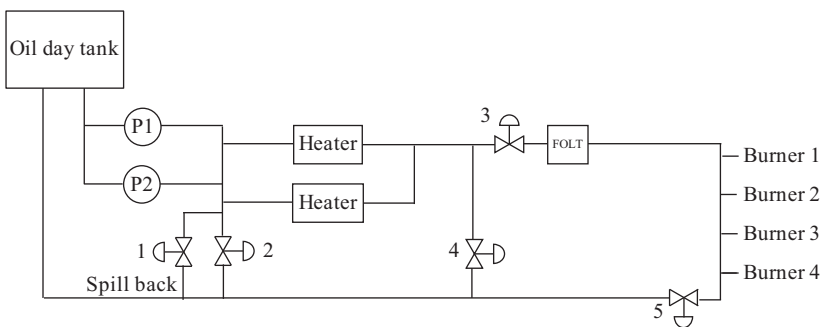 Oil day tank
P1
P2
Heater
Heater
3
FOLT
Burner 1
Burner 2
Burner 3
Burner 4
1
2
4
Spill back
5